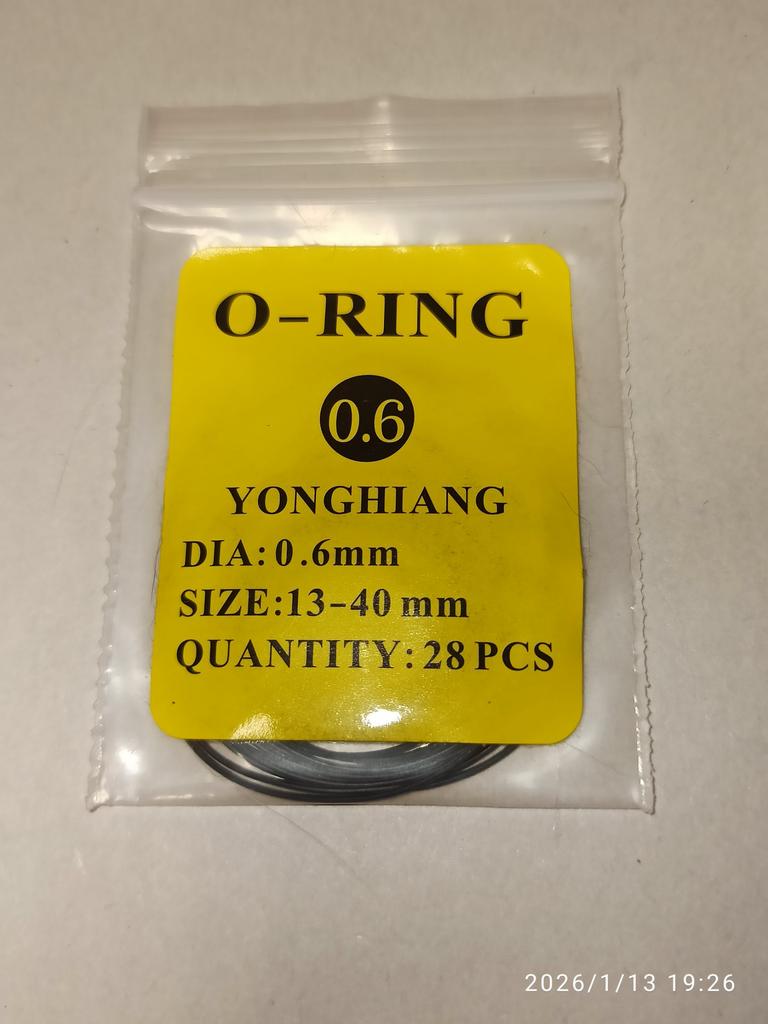 O-RING
0.6
YONGHIANG
DIA: 0.6mm
SIZE:13-40 mm
QUANTITY: 28 PCS
2026/1/13 19:26